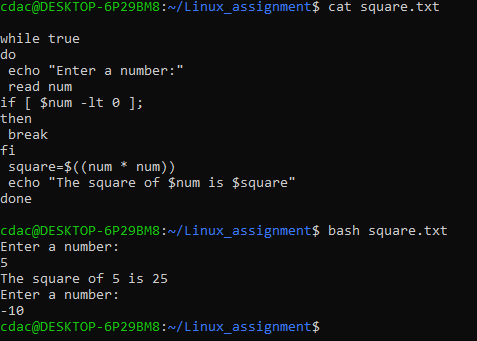 cdac@DESKTOP-6P29BM8:~/Linux_assignment$ cat square.txt

while true
do
 echo "Enter a number:"
 read num
if [ $num -lt 0 ];
then
 break
fi
 square=$((num * num))
 echo "The square of $num is $square"
done

cdac@DESKTOP-6P29BM8:~/Linux_assignment$ bash square.txt
Enter a number:
5
The square of 5 is 25
Enter a number:
-10
cdac@DESKTOP-6P29BM8:~/Linux_assignment$